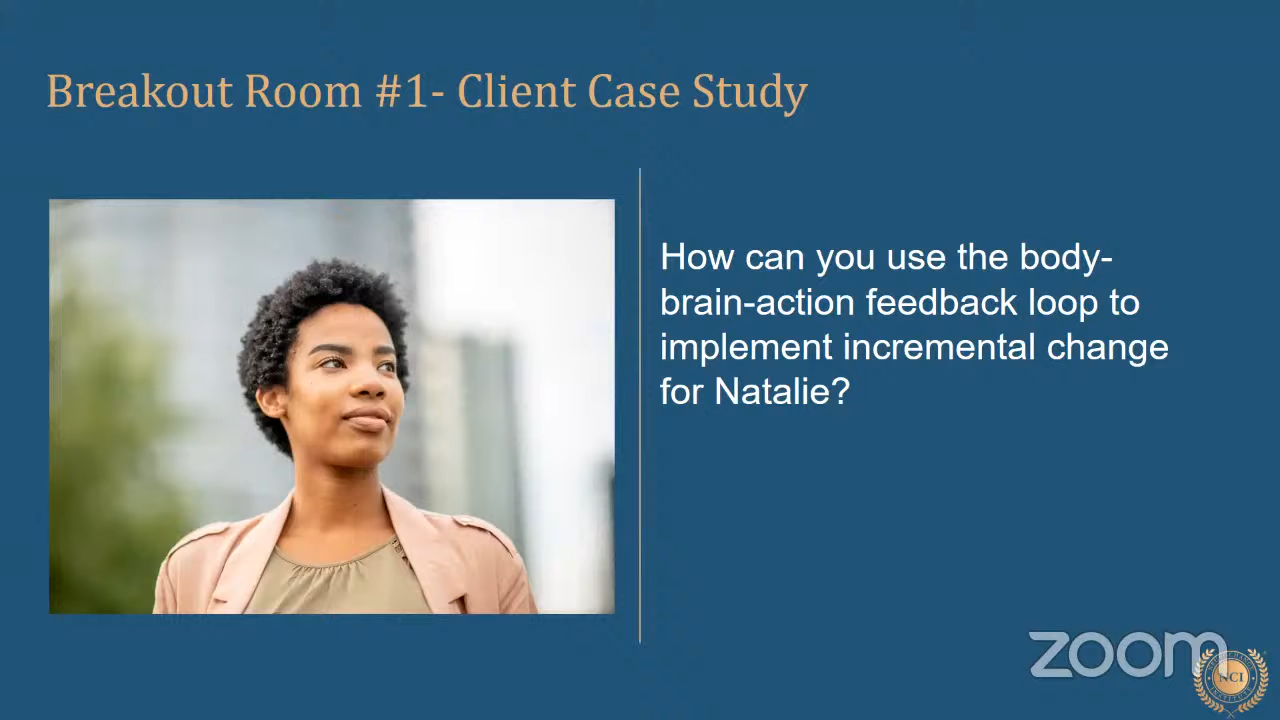 Breakout Room #1- Client Case Study
How can you use the body-
brain-action feedback loop to
implement incremental change
for Natalie?
zoom
NCI